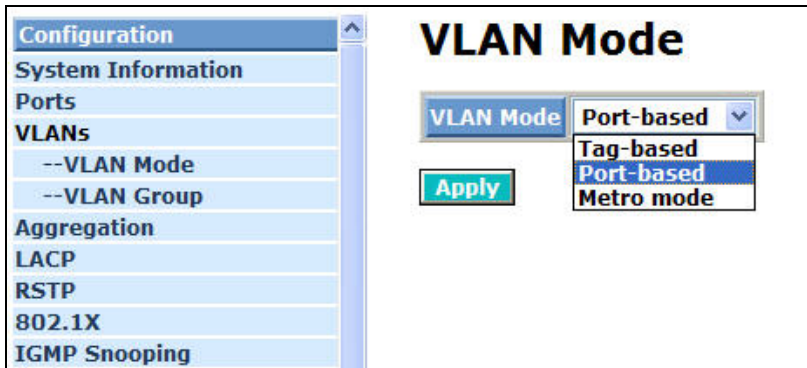 Configuration
System Information
Ports
VLANs
--VLAN Mode
--VLAN Group
Aggregation
LACP
RSTP
802.1X
IGMP Snooping
VLAN Mode
VLAN Mode Port-based
Tag-based
Port-based
Metro mode
Apply